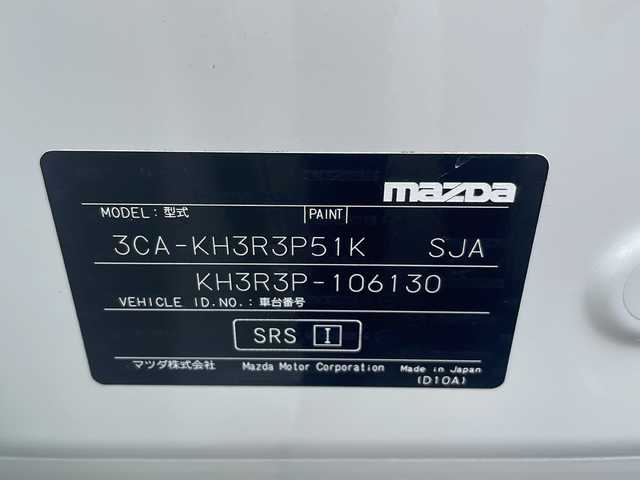 mazda
MODEL: 型式 PAINT
3CA-KH3R3P51K SJA
KH3R3P-106130
VEHICLE ID.NO.: 車台番号
SRS I
マツダ株式会社 Mazda Motor Corporation Made in Japan
(D10A)